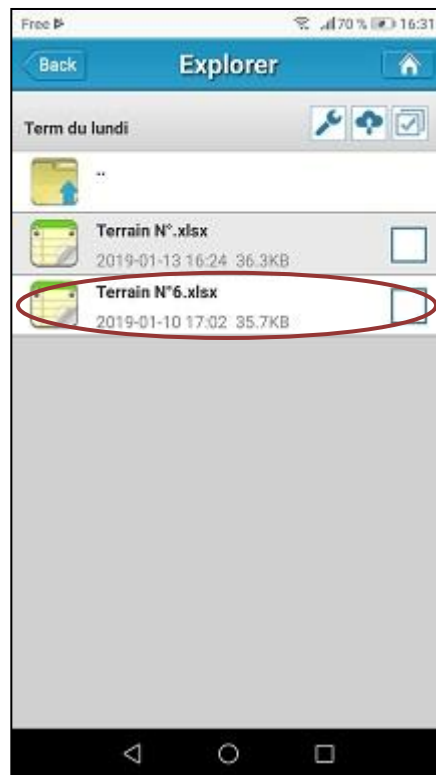 Free 70 % 16:31
Back Explorer
Term du lundi
..
Terrain N°.xlsx
2019-01-13 16:24 36.3KB
Terrain N°6.xlsx
2019-01-10 17:02 35.7KB